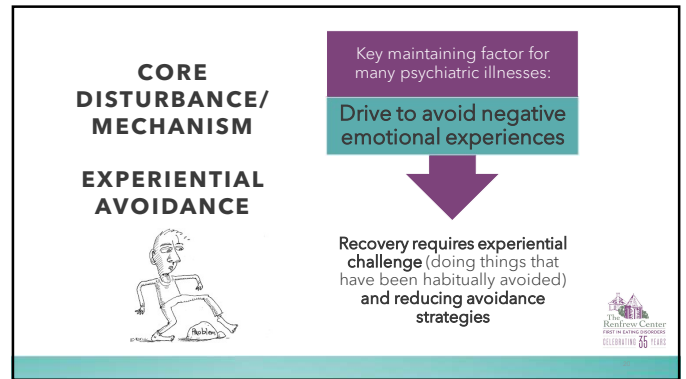 CORE
DISTURBANCE/
MECHANISM
EXPERIENTIAL
AVOIDANCE
Problem
Key maintaining factor for
many psychiatric illnesses:
Drive to avoid negative
emotional experiences
Recovery requires experiential
challenge (doing things that
have been habitually avoided)
and reducing avoidance
strategies
The
Renfrew Center
FIRST IN EATING DISORDERS
CELEBRATING 35 YEARS